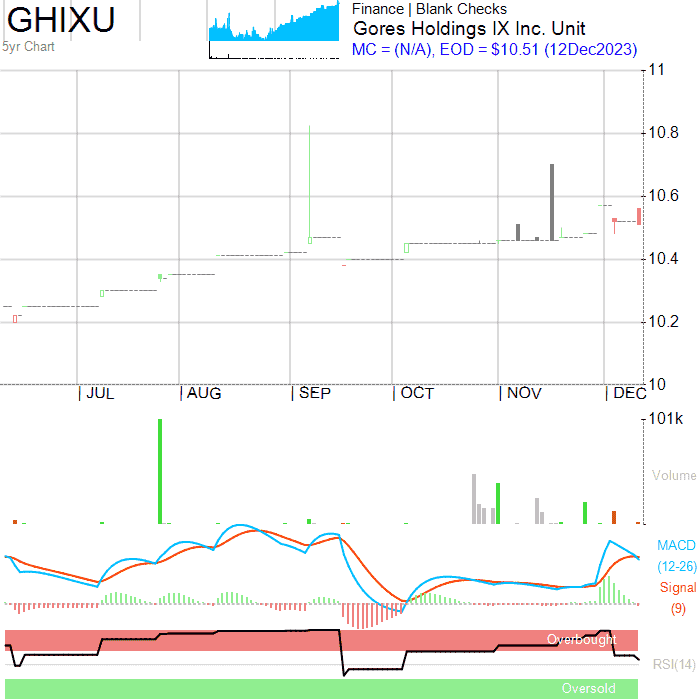 GHIXU
5yr Chart
Finance | Blank Checks
Gores Holdings IX Inc. Unit
MC = (N/A), EOD = $10.51 (12Dec2023)
11
10.8
10.6
10.4
10.2
10
| JUL | AUG | SEP | OCT | NOV | DEC
101k
Volume
MACD
(12-26)
Signal
(9)
Overbought
RSI(14)
Oversold